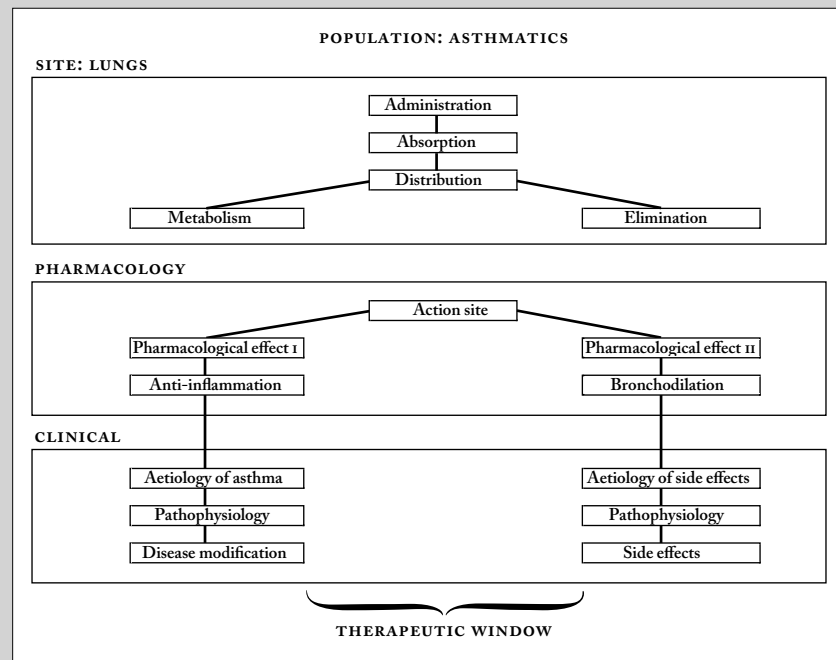 POPULATION: ASTHMATICS
SITE: LUNGS
Administration
Absorption
Distribution
Metabolism
Elimination
PHARMACOLOGY
Action site
Pharmacological effect I
Pharmacological effect II
Anti-inflammation
Bronchodilation
CLINICAL
Aetiology of asthma
Aetiology of side effects
Pathophysiology
Pathophysiology
Disease modification
Side effects
THERAPEUTIC WINDOW